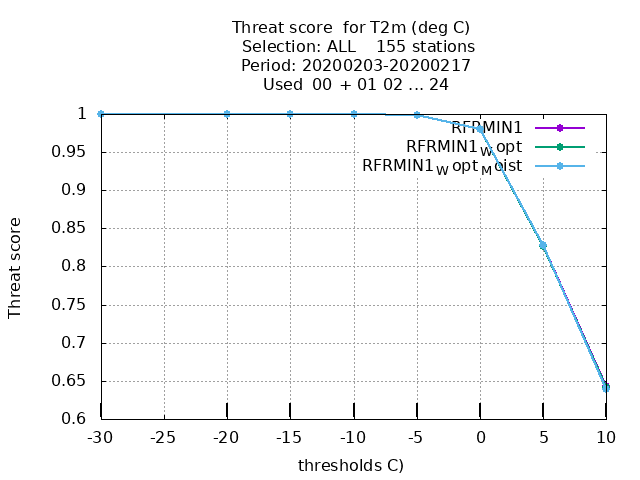 Threat score  for T2m (deg C)
Selection: ALL    155 stations
Period: 20200203-20200217
Used  00 + 01 02 ... 24
RFRMIN1
RFRMIN1_W opt
RFRMIN1_W opt_M oist
1
0.95
0.9
0.85
0.8
0.75
0.7
0.65
0.6
Threat score
-30 -25 -20 -15 -10 -5 0 5 10
thresholds C)